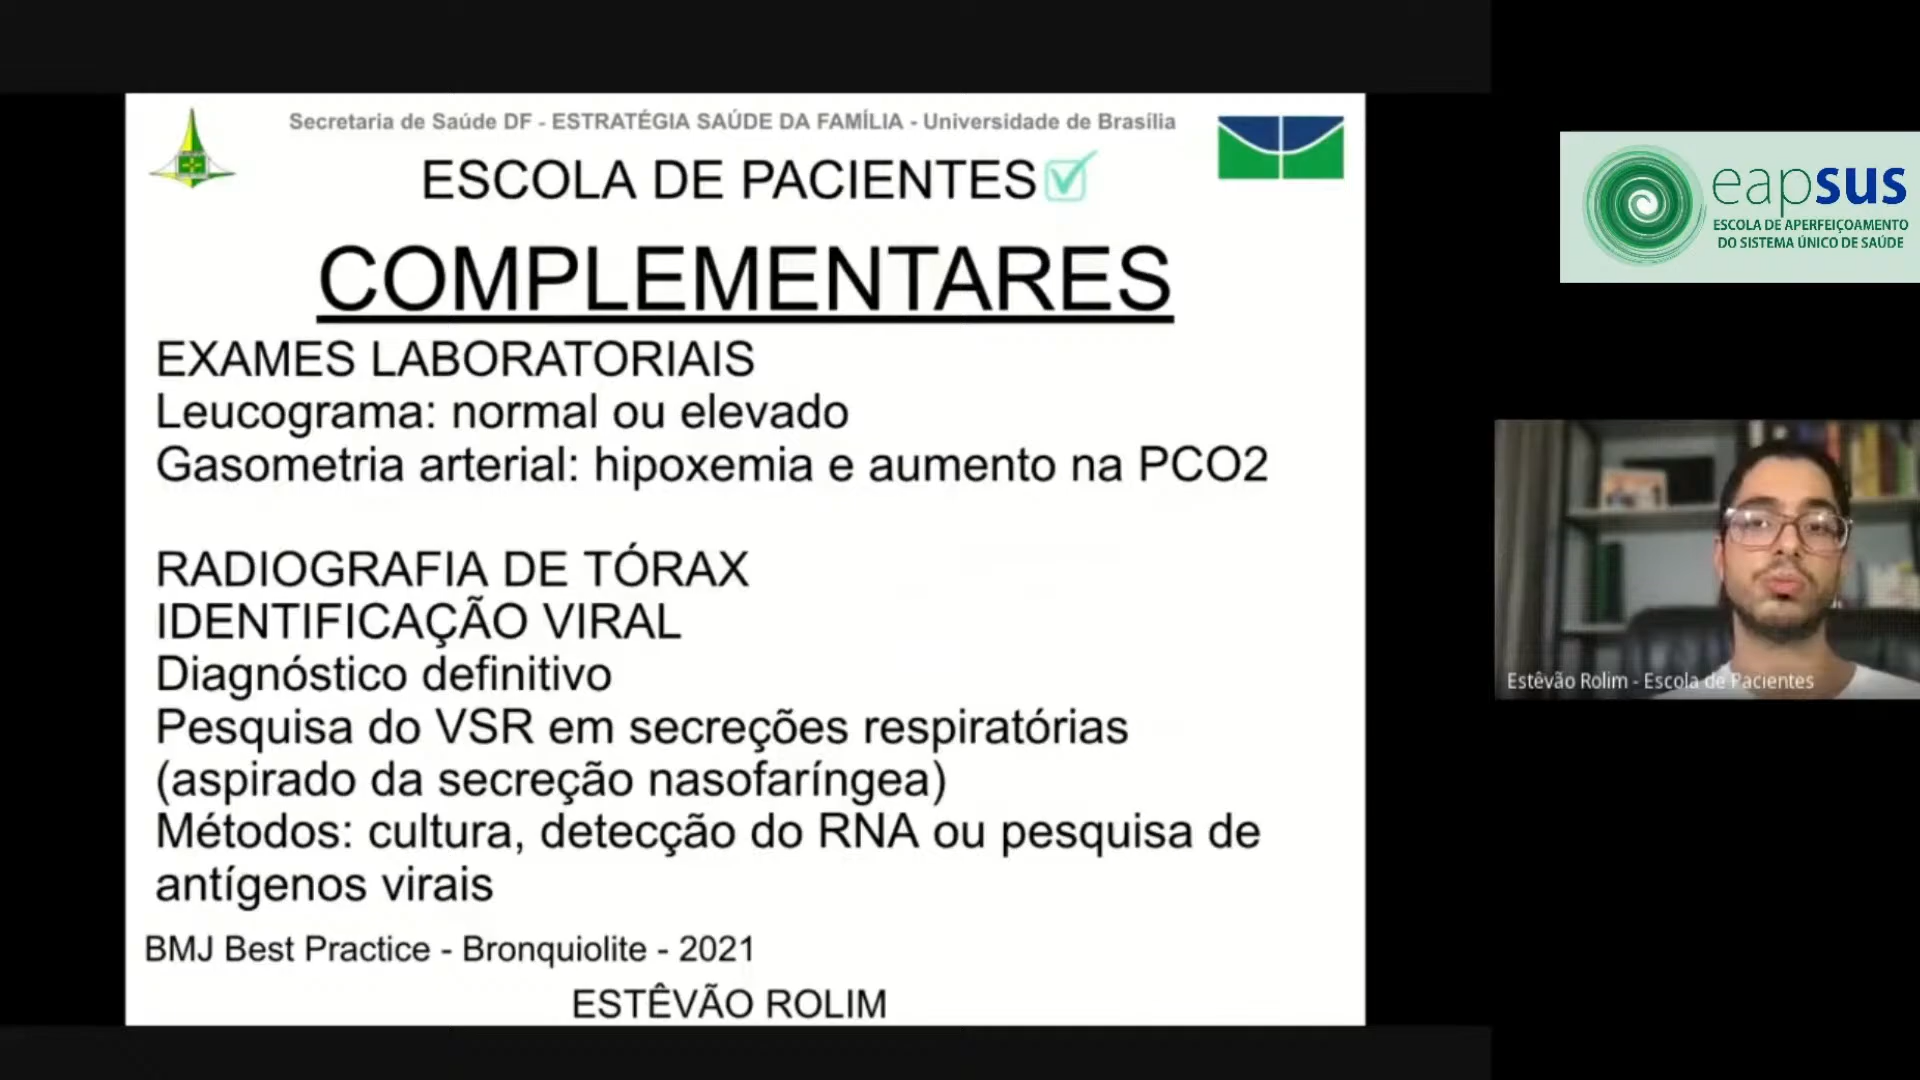 Secretaria de Saúde DF - ESTRATÉGIA SAÚDE DA FAMÍLIA - Universidade de Brasília
ESCOLA DE PACIENTES
COMPLEMENTARES
EXAMES LABORATORIAIS
Leucograma: normal ou elevado
Gasometria arterial: hipoxemia e aumento na PCO2
RADIOGRAFIA DE TÓRAX
IDENTIFICAÇÃO VIRAL
Diagnóstico definitivo
Pesquisa do VSR em secreções respiratórias
(aspirado da secreção nasofaríngea)
Métodos: cultura, detecção do RNA ou pesquisa de
antígenos virais
BMJ Best Practice - Bronquiolite - 2021
ESTÊVÃO ROLIM
eapsus
ESCOLA DE APERFEIÇOAMENTO
DO SISTEMA ÚNICO DE SAÚDE
Estêvão Rolim - Escola de Pacientes